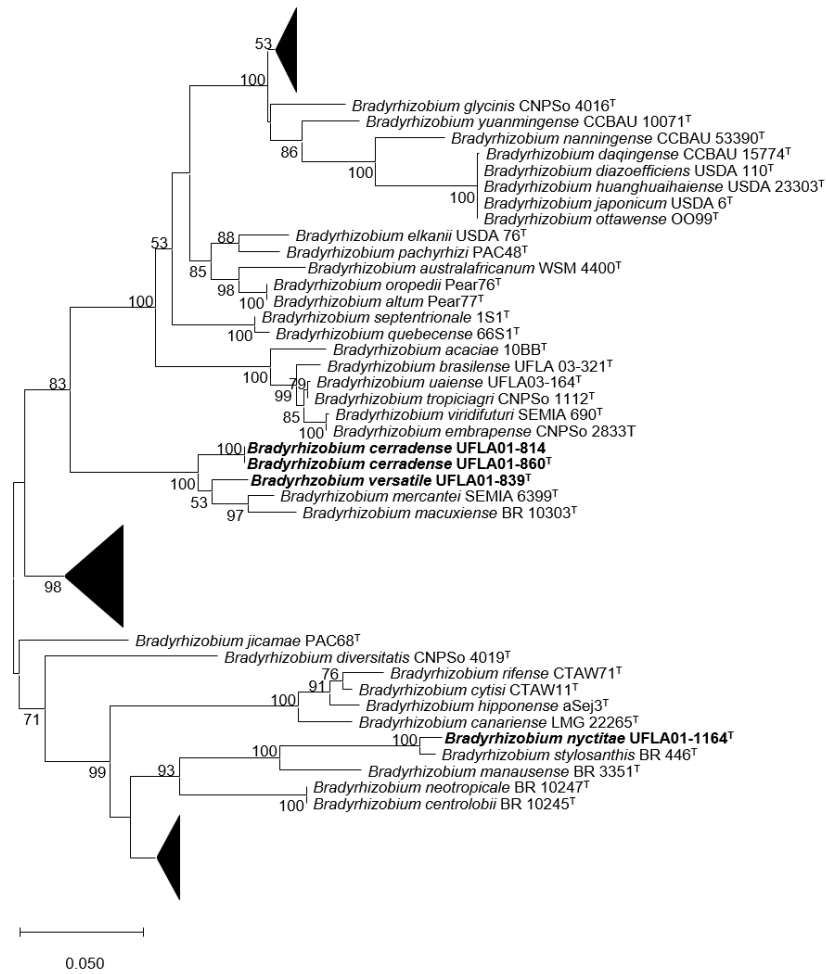 53
100
Bradyrhizobium glycinis CNPSo 4016ᵀ
Bradyrhizobium yuanmingense CCBAU 10071ᵀ
86
Bradyrhizobium nanningense CCBAU 53390ᵀ
100
Bradyrhizobium daqingense CCBAU 15774ᵀ
Bradyrhizobium diazoefficiens USDA 110ᵀ
Bradyrhizobium huanghuaihaiense USDA 23303ᵀ
100
Bradyrhizobium japonicum USDA 6ᵀ
Bradyrhizobium ottawense OO99ᵀ
53
88
Bradyrhizobium elkanii USDA 76ᵀ
Bradyrhizobium pachyrhizi PAC48ᵀ
85
Bradyrhizobium australafricanum WSM 4400ᵀ
98
Bradyrhizobium oropedii Pear76ᵀ
100
Bradyrhizobium altum Pear77ᵀ
100
Bradyrhizobium septentrionale 1S1ᵀ
100
Bradyrhizobium quebecense 66S1ᵀ
Bradyrhizobium acaciae 10BBᵀ
100
Bradyrhizobium brasilense UFLA 03-321ᵀ
79
Bradyrhizobium uaiense UFLA03-164ᵀ
99
Bradyrhizobium tropiciagri CNPSo 1112ᵀ
85
Bradyrhizobium viridifuturi SEMIA 690ᵀ
100
Bradyrhizobium embrapense CNPSo 2833T
83
100
Bradyrhizobium cerradense UFLA01-814
Bradyrhizobium cerradense UFLA01-860ᵀ
100
Bradyrhzobium versatile UFLA01-839ᵀ
53
Bradyrhizobium mercantei SEMIA 6399ᵀ
97
Bradyrhizobium macuxiense BR 10303ᵀ
98
Bradyrhizobium jicamae PAC68ᵀ
Bradyrhizobium diversitatis CNPSo 4019ᵀ
71
76
Bradyrhizobium rifense CTAW71ᵀ
91
Bradyrhizobium cytisi CTAW11ᵀ
100
Bradyrhizobium hipponense aSej3ᵀ
Bradyrhizobium canariense LMG 22265ᵀ
99
100
Bradyrhizobium nyctitae UFLA01-1164ᵀ
100
Bradyrhizobium stylosanthis BR 446ᵀ
93
Bradyrhizobium manausense BR 3351ᵀ
Bradyrhizobium neotropicale BR 10247ᵀ
100
Bradyrhizobium centrolobii BR 10245ᵀ
0.050